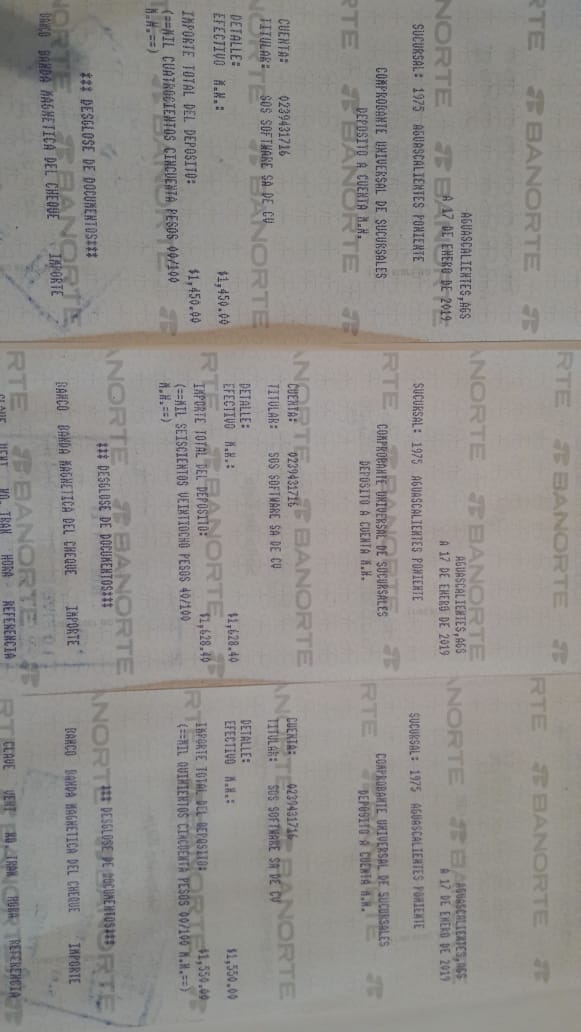 BANORTE
AGUASCALIENTES,AGS
A 17 DE ENERO DE 2019
SUCURSAL: 1975 AGUASCALIENTES PONIENTE
COMPROBANTE UNIVERSAL DE SUCURSALES
DEPOSITO A CUENTA M.N.
CUENTA: 0239431716
TITULAR: SOS SOFTWARE SA DE CV
DETALLE:
EFECTIVO M.N.: $1,450.00
IMPORTE TOTAL DEL DEPOSITO: $1,450.00
(==MIL CUATROCIENTOS CINCUENTA PESOS 00/100
M.N.==)
*** DESGLOSE DE DOCUMENTOS***
BANCO BANDA MAGNETICA DEL CHEQUE IMPORTE
BANORTE
AGUASCALIENTES,AGS
A 17 DE ENERO DE 2019
SUCURSAL: 1975 AGUASCALIENTES PONIENTE
COMPROBANTE UNIVERSAL DE SUCURSALES
DEPOSITO A CUENTA M.N.
CUENTA: 0239431716
TITULAR: SOS SOFTWARE SA DE CV
DETALLE:
EFECTIVO M.N.: $1,628.40
IMPORTE TOTAL DEL DEPOSITO: $1,628.40
(==MIL SEISCIENTOS VEINTIOCHO PESOS 40/100
M.N.==)
*** DESGLOSE DE DOCUMENTOS***
BANCO BANDA MAGNETICA DEL CHEQUE IMPORTE
CLAVE VENT NO.TRAN HORA REFERENCIA
BANORTE
AGUASCALIENTES,AGS
A 17 DE ENERO DE 2019
SUCURSAL: 1975 AGUASCALIENTES PONIENTE
COMPROBANTE UNIVERSAL DE SUCURSALES
DEPOSITO A CUENTA M.N.
CUENTA: 0239431716
TITULAR: SOS SOFTWARE SA DE CV
DETALLE:
EFECTIVO M.N.: $1,550.00
IMPORTE TOTAL DEL DEPOSITO: $1,550.00
(==MIL QUINIENTOS CINCUENTA PESOS 00/100 M.N.==)
*** DESGLOSE DE DOCUMENTOS***
BANCO BANDA MAGNETICA DEL CHEQUE IMPORTE
CLAVE VENT NO.TRAN HORA REFERENCIA